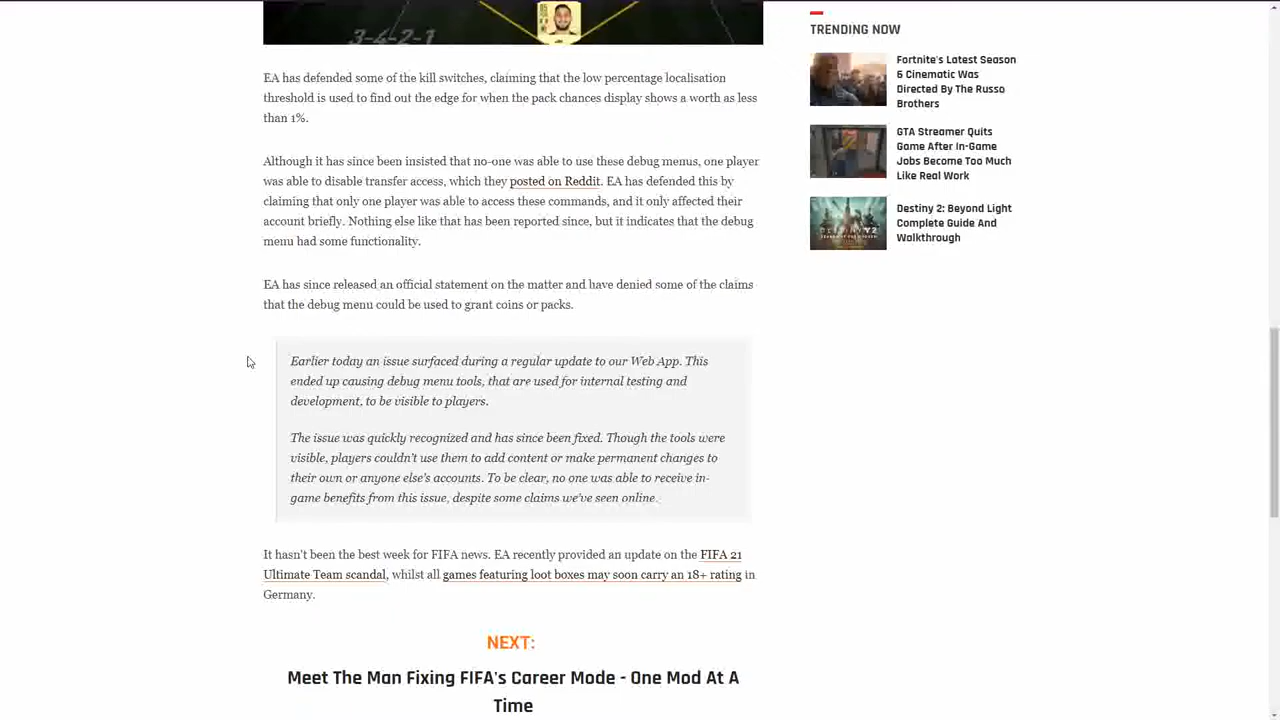 3-4-2-1
EA has defended some of the kill switches, claiming that the low percentage localisation
threshold is used to find out the edge for when the pack chances display shows a worth as less
than 1%.
Although it has since been insisted that no-one was able to use these debug menus, one player
was able to disable transfer access, which they posted on Reddit. EA has defended this by
claiming that only one player was able to access these commands, and it only affected their
account briefly. Nothing else like that has been reported since, but it indicates that the debug
menu had some functionality.
EA has since released an official statement on the matter and have denied some of the claims
that the debug menu could be used to grant coins or packs.
Earlier today an issue surfaced during a regular update to our Web App. This
ended up causing debug menu tools, that are used for internal testing and
development, to be visible to players.
The issue was quickly recognized and has since been fixed. Though the tools were
visible, players couldn't use them to add content or make permanent changes to
their own or anyone else's accounts. To be clear, no one was able to receive in-
game benefits from this issue, despite some claims we've seen online.
It hasn't been the best week for FIFA news. EA recently provided an update on the FIFA 21
Ultimate Team scandal, whilst all games featuring loot boxes may soon carry an 18+ rating in
Germany.
NEXT:
Meet The Man Fixing FIFA's Career Mode - One Mod At A
Time
TRENDING NOW
Fortnite's Latest Season
6 Cinematic Was
Directed By The Russo
Brothers
GTA Streamer Quits
Game After In-Game
Jobs Become Too Much
Like Real Work
Destiny 2: Beyond Light
Complete Guide And
Walkthrough